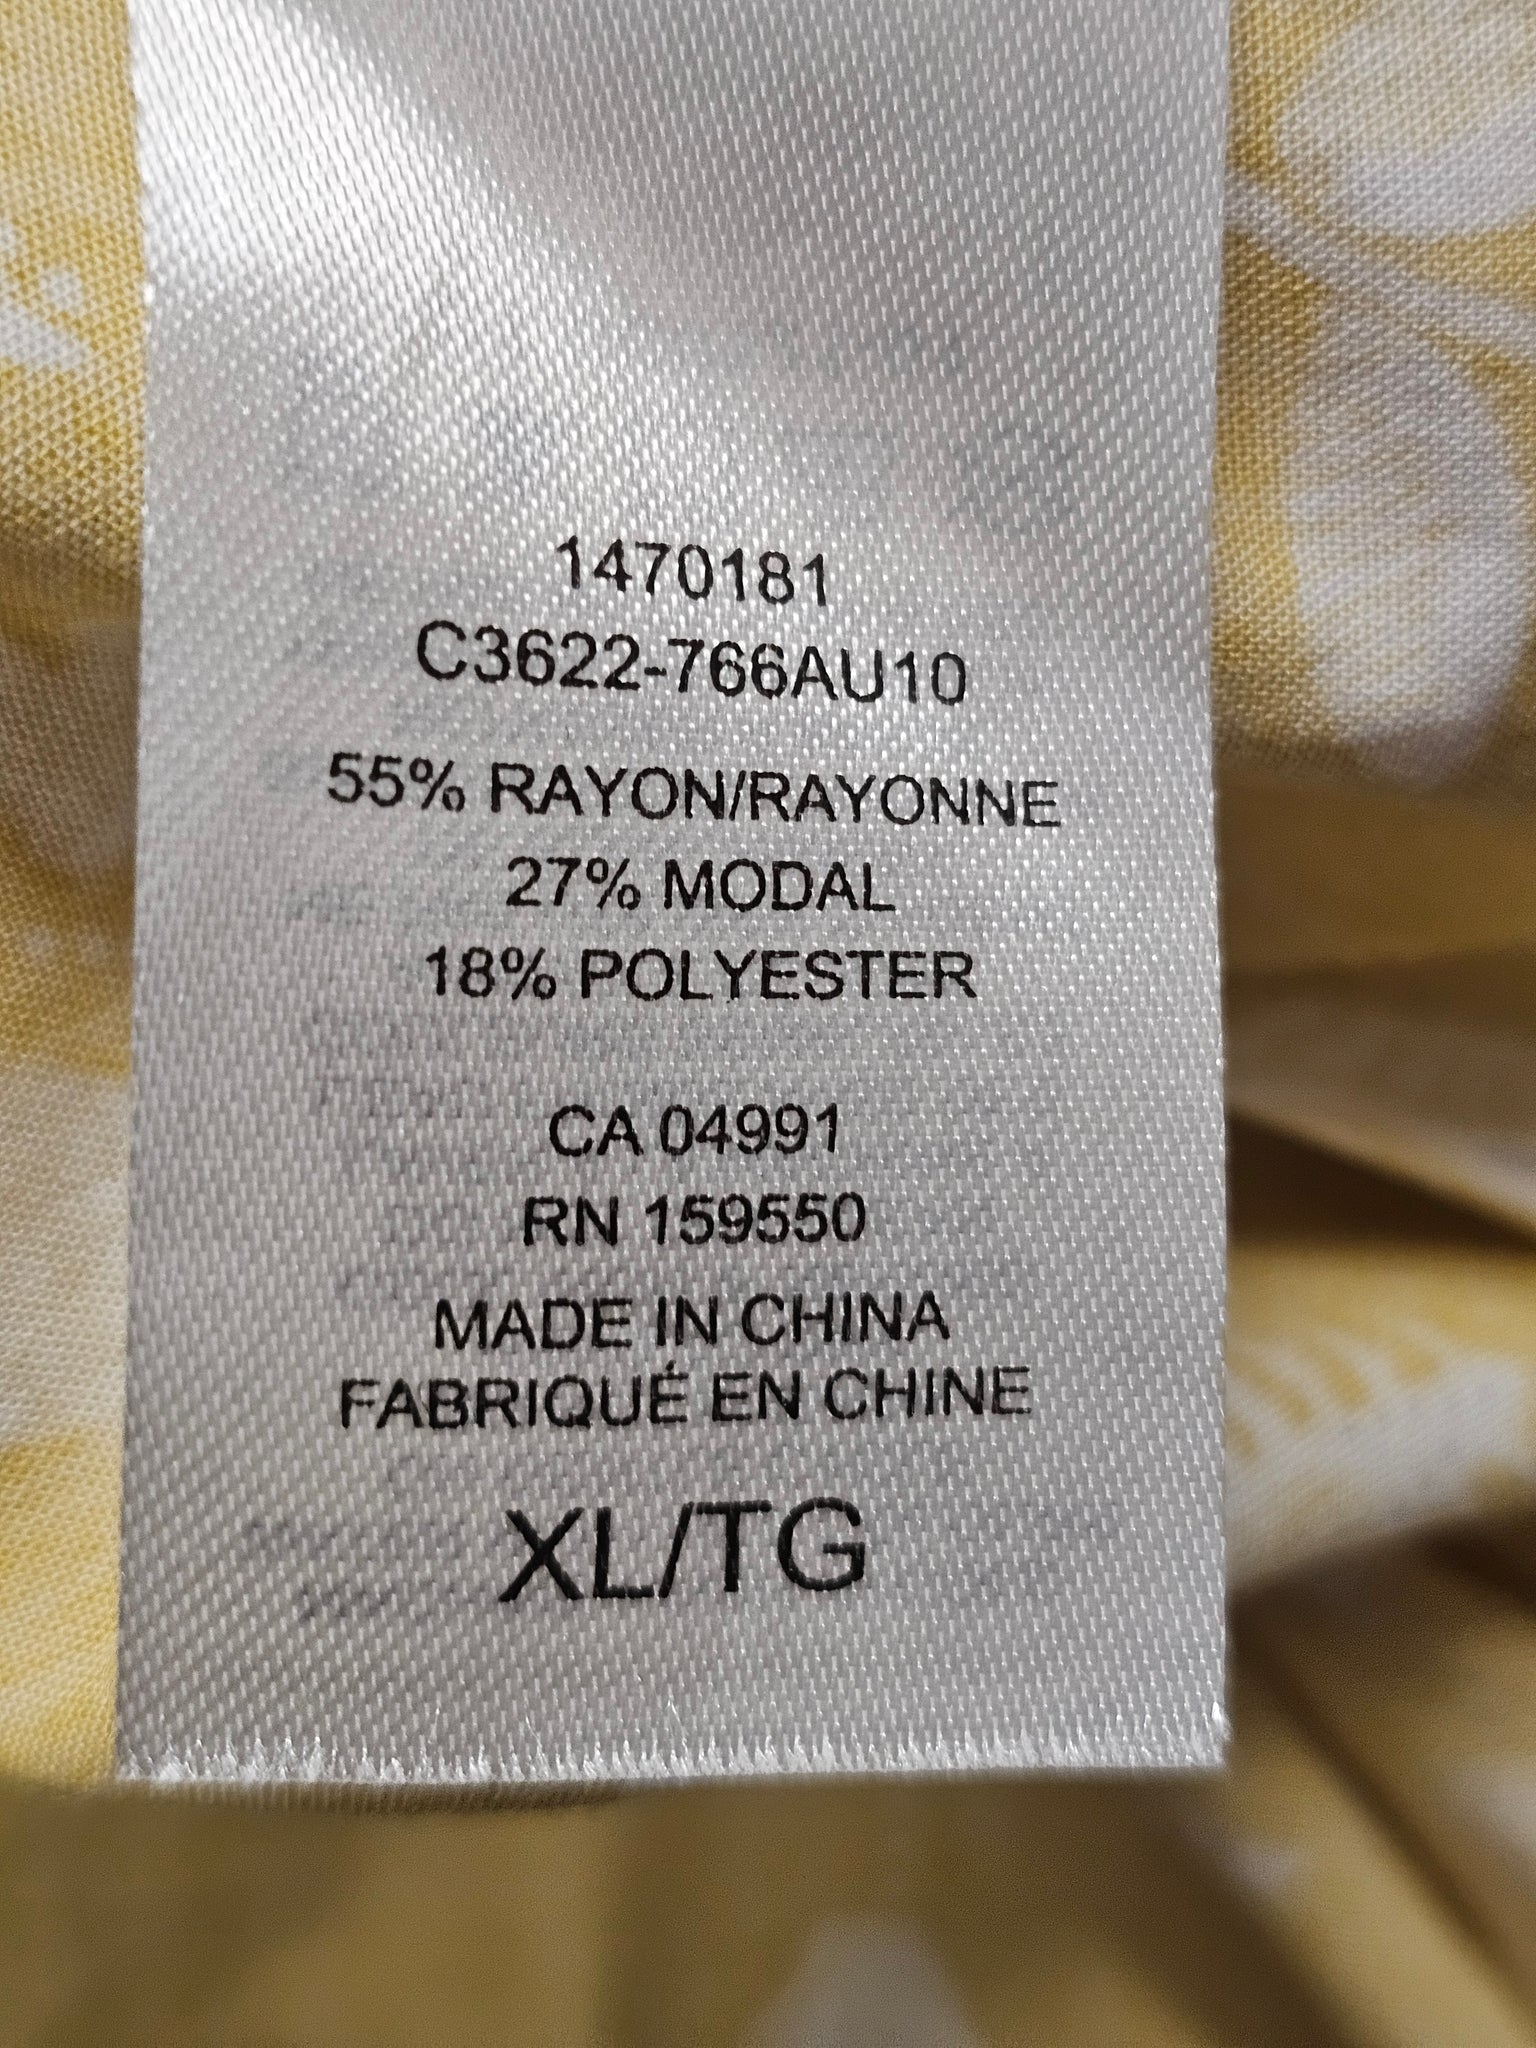 1470181
C3622-766AU10
55% RAYON/RAYONNE
27% MODAL
18% POLYESTER
CA 04991
RN 159550
MADE IN CHINA
FABRIQUÉ EN CHINE
XL/TG